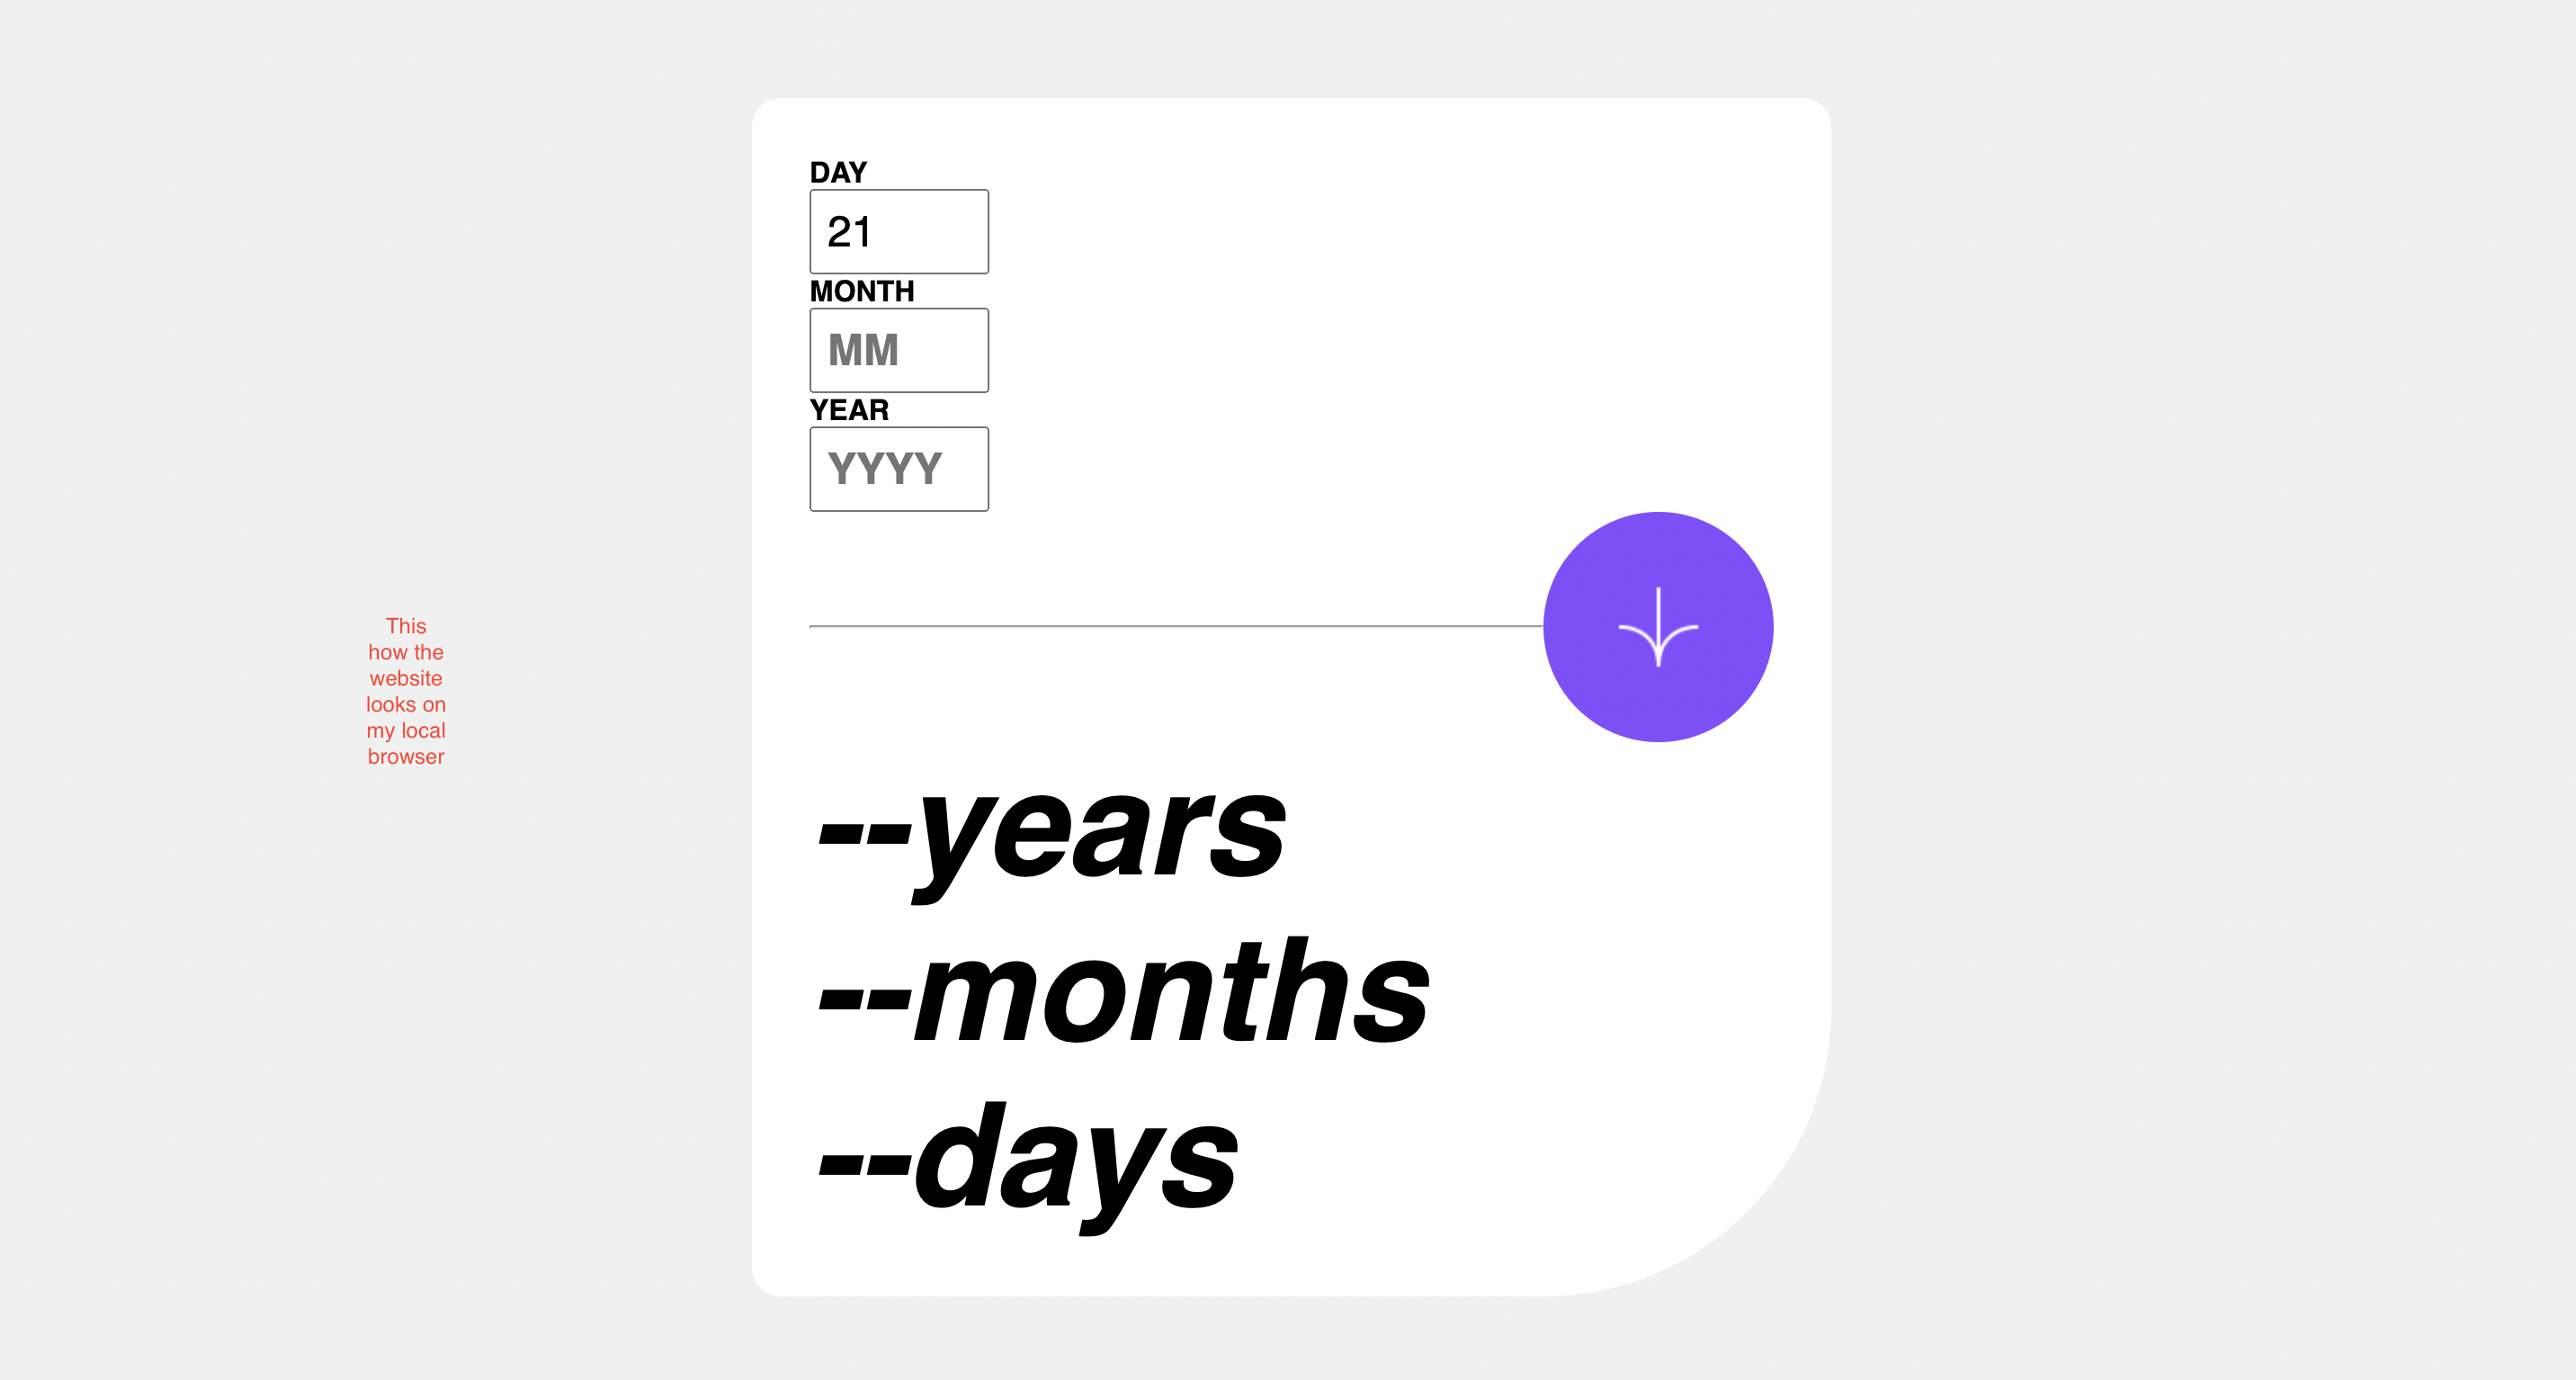 DAY
21
MONTH
MM
YEAR
YYYY
This
how the
website
looks on
my local
browser
--years
--months
--days